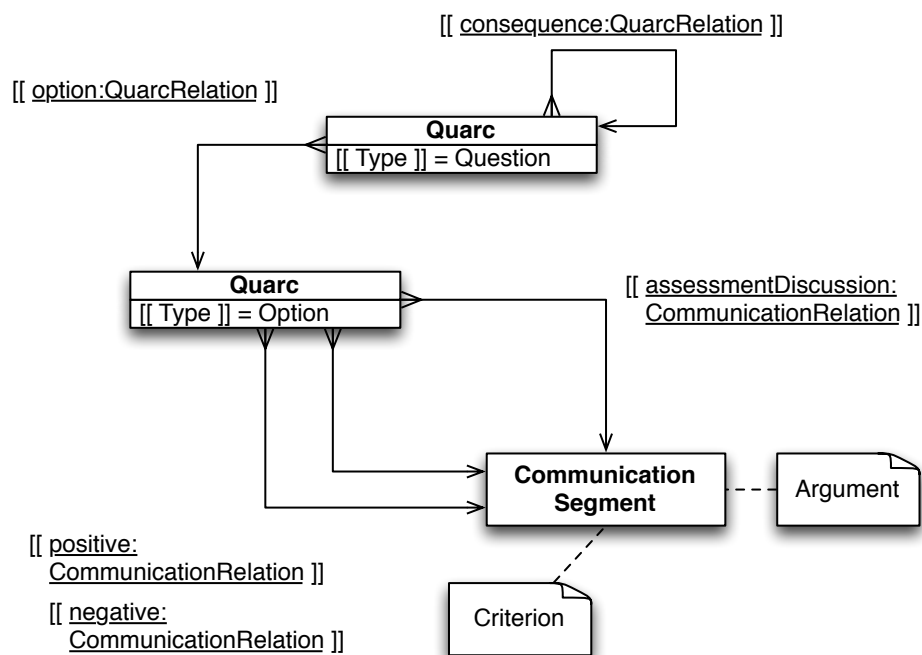 [[ consequence:QuarcRelation ]]
[[ option:QuarcRelation ]]
Quarc
[[ Type ]] = Question
Quarc
[[ Type ]] = Option
[[ assessmentDiscussion:
CommunicationRelation ]]
Communication
Segment
Argument
[[ positive:
CommunicationRelation ]]
[[ negative:
CommunicationRelation ]]
Criterion